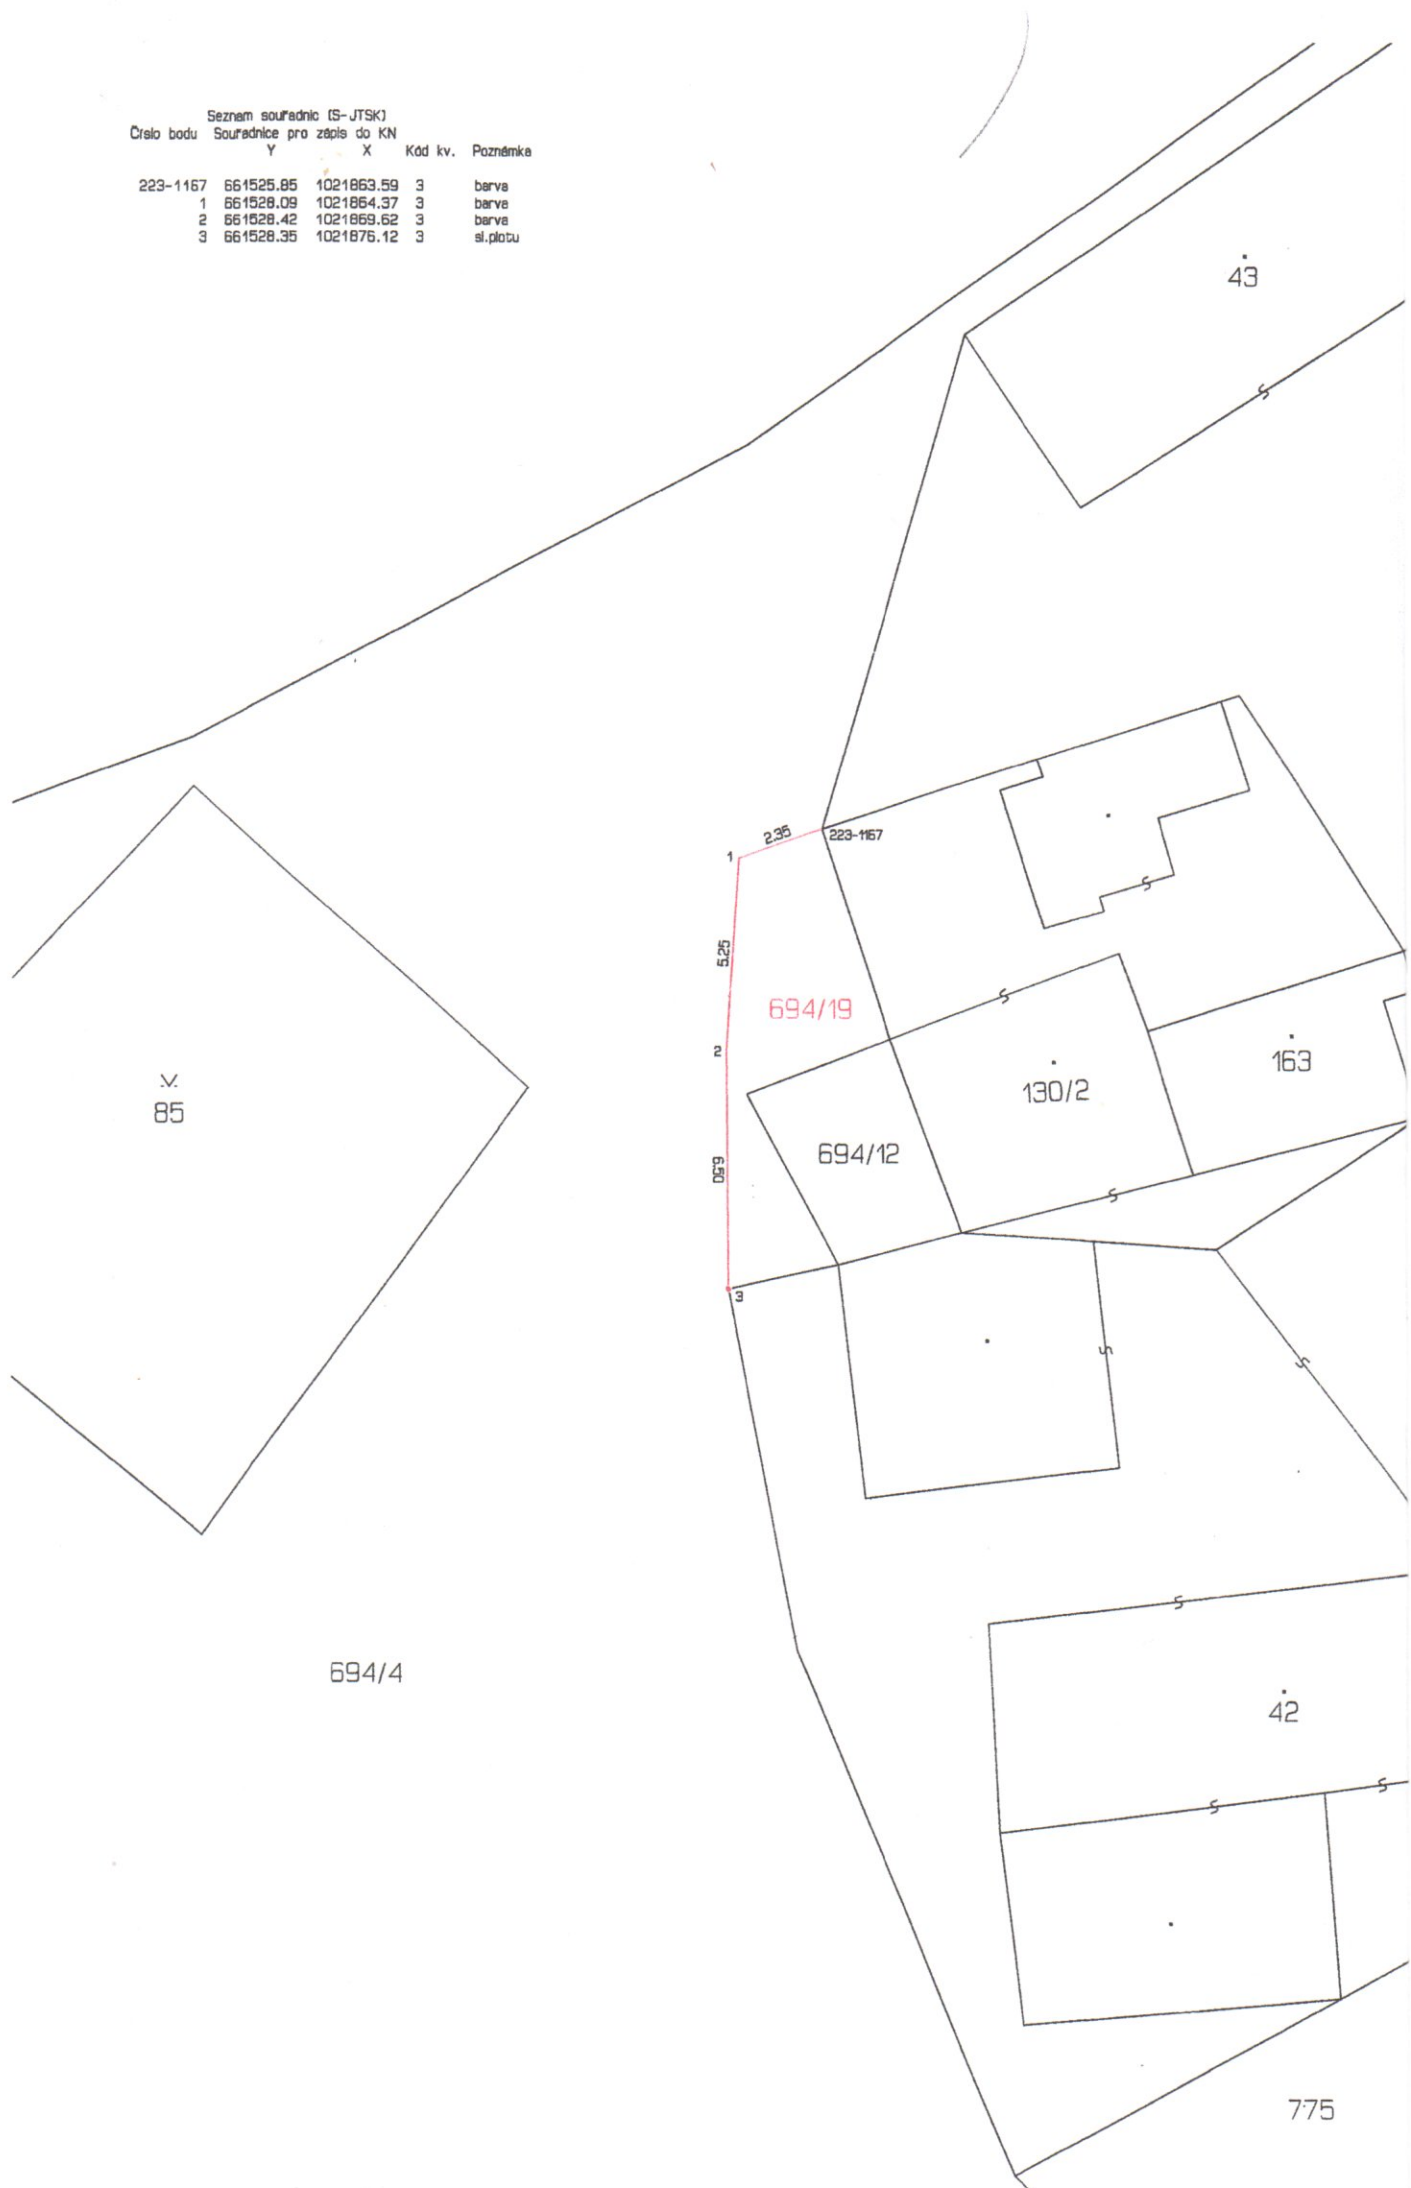 Seznam souřadnic (S-JTSK)
Číslo bodu Souřadnice pro zápis do KN
Y X Kód kv. Poznámka
223-1167 661525.85 1021863.59 3 barva
1 661528.09 1021864.37 3 barva
2 661528.42 1021869.62 3 barva
3 661528.35 1021876.12 3 sl.plotu
43
2.35
223-1167
1
5.25
694/19
2
163
130/2
85
694/12
6.50
3
694/4
42
775